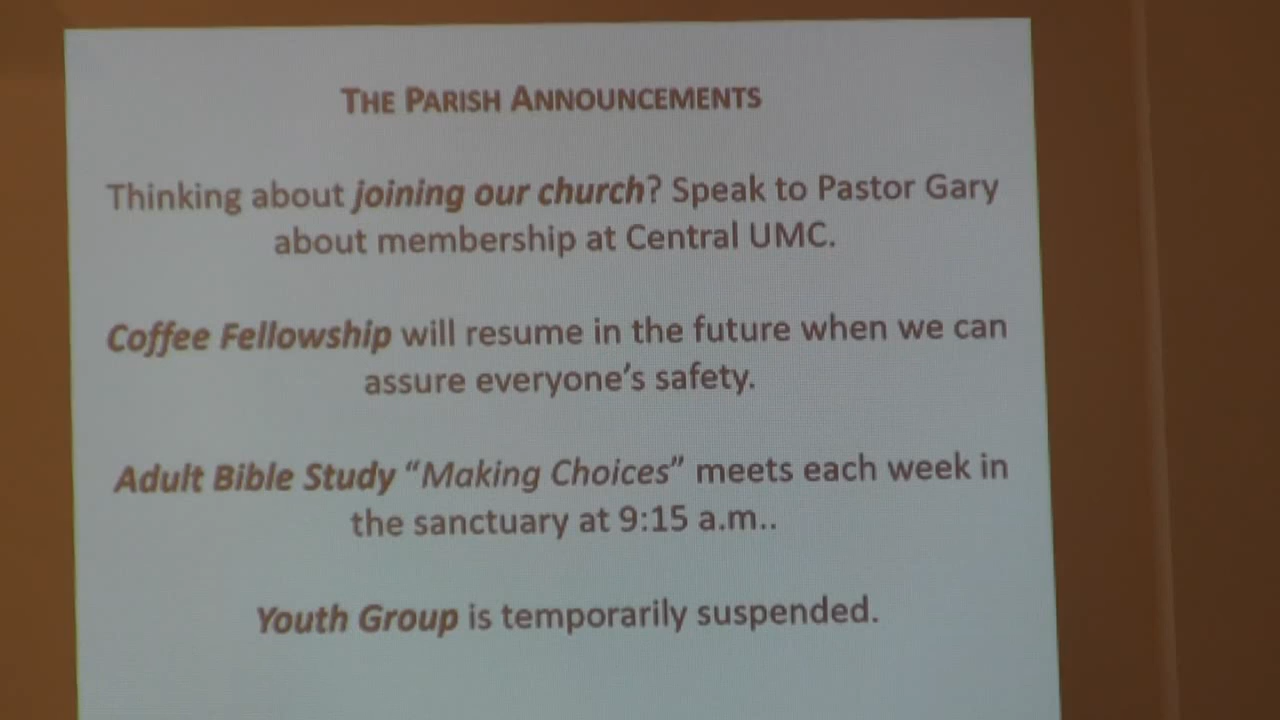 THE PARISH ANNOUNCEMENTS
Thinking about joining our church? Speak to Pastor Gary
about membership at Central UMC.
Coffee Fellowship will resume in the future when we can
assure everyone's safety.
Adult Bible Study “Making Choices” meets each week in
the sanctuary at 9:15 a.m..
Youth Group is temporarily suspended.